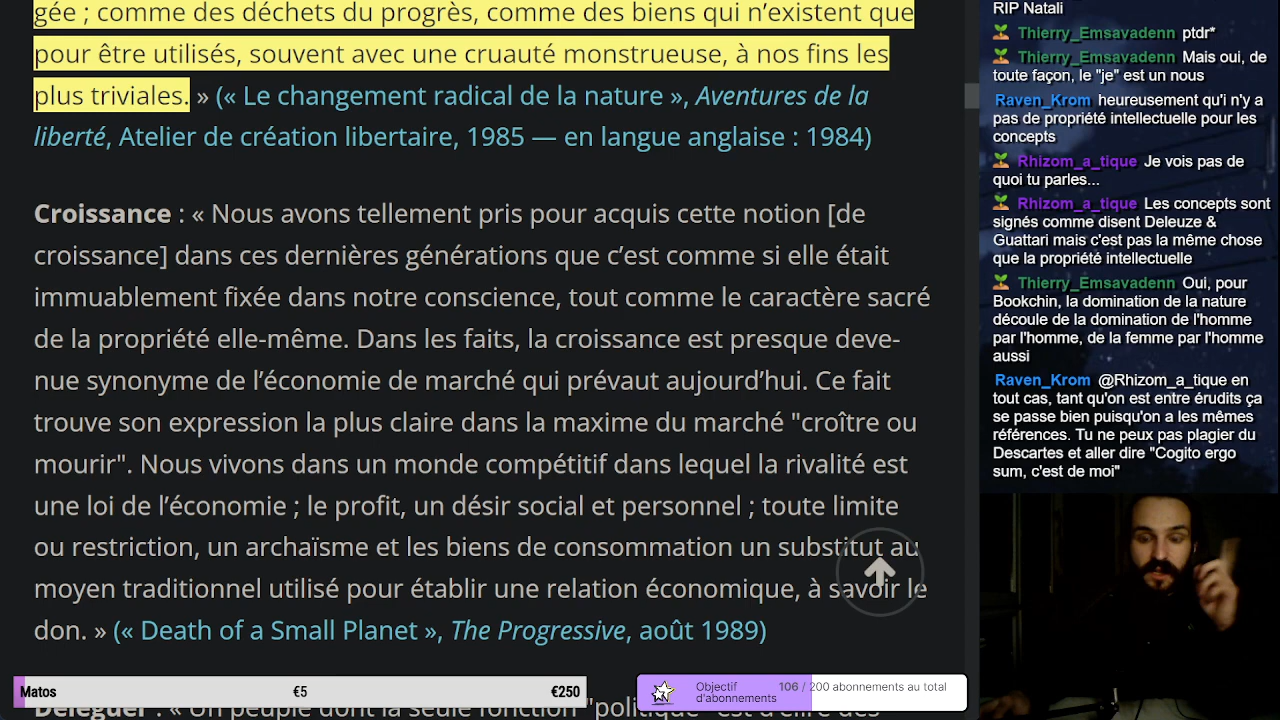 gée ; comme des déchets du progrès, comme des biens qui n’existent que
pour être utilisés, souvent avec une cruauté monstrueuse, à nos fins les
plus triviales. » (« Le changement radical de la nature », Aventures de la
liberté, Atelier de création libertaire, 1985 — en langue anglaise : 1984)
Croissance : « Nous avons tellement pris pour acquis cette notion [de
croissance] dans ces dernières générations que c’est comme si elle était
immuablement fixée dans notre conscience, tout comme le caractère sacré
de la propriété elle-même. Dans les faits, la croissance est presque deve-
nue synonyme de l’économie de marché qui prévaut aujourd’hui. Ce fait
trouve son expression la plus claire dans la maxime du marché "croître ou
mourir". Nous vivons dans un monde compétitif dans lequel la rivalité est
une loi de l’économie ; le profit, un désir social et personnel ; toute limite
ou restriction, un archaïsme et les biens de consommation un substitut au
moyen traditionnel utilisé pour établir une relation économique, à savoir le
don. » (« Death of a Small Planet », The Progressive, août 1989)
Déléguer : « Un peuple dont la seule fonction "politique" est d’élire des
Matos €5 €250
Objectif
d'abonnements
106 / 200 abonnements au total
RIP Natali
Thierry_Emsavadenn ptdr*
Thierry_Emsavadenn Mais oui, de
toute façon, le "je" est un nous
Raven_Krom heureusement qu'i n'y a
pas de propriété intellectuelle pour les
concepts
Rhizom_a_tique Je vois pas de
quoi tu parles...
Rhizom_a_tique Les concepts sont
signés comme disent Deleuze &
Guattari mais c'est pas la même chose
que la propriété intellectuelle
Thierry_Emsavadenn Oui, pour
Bookchin, la domination de la nature
découle de la domination de l'homme
par l'homme, de la femme par l'homme
aussi
Raven_Krom @Rhizom_a_tique en
tout cas, tant qu'on est entre érudits ça
se passe bien puisqu'on a les mêmes
références. Tu ne peux pas plagier du
Descartes et aller dire "Cogito ergo
sum, c'est de moi"